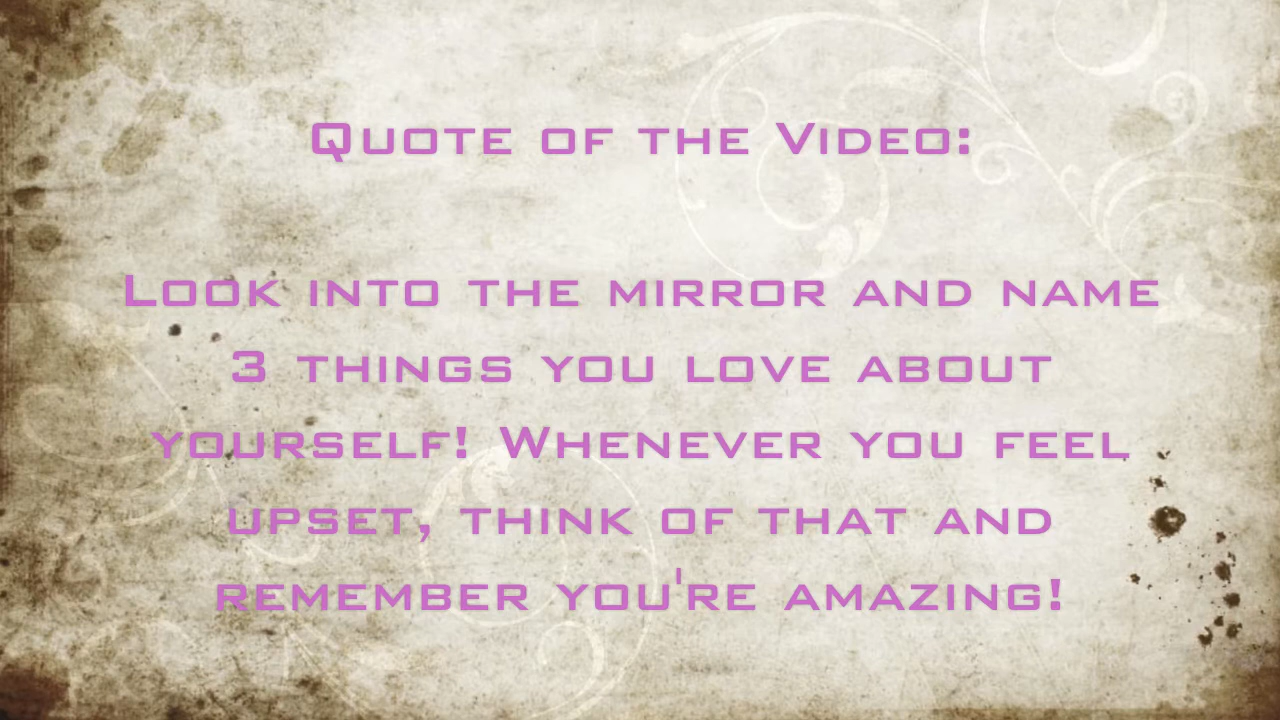 Quote of the Video:
Look into the mirror and name
3 things you love about
yourself! Whenever you feel
upset, think of that and
remember you're amazing!